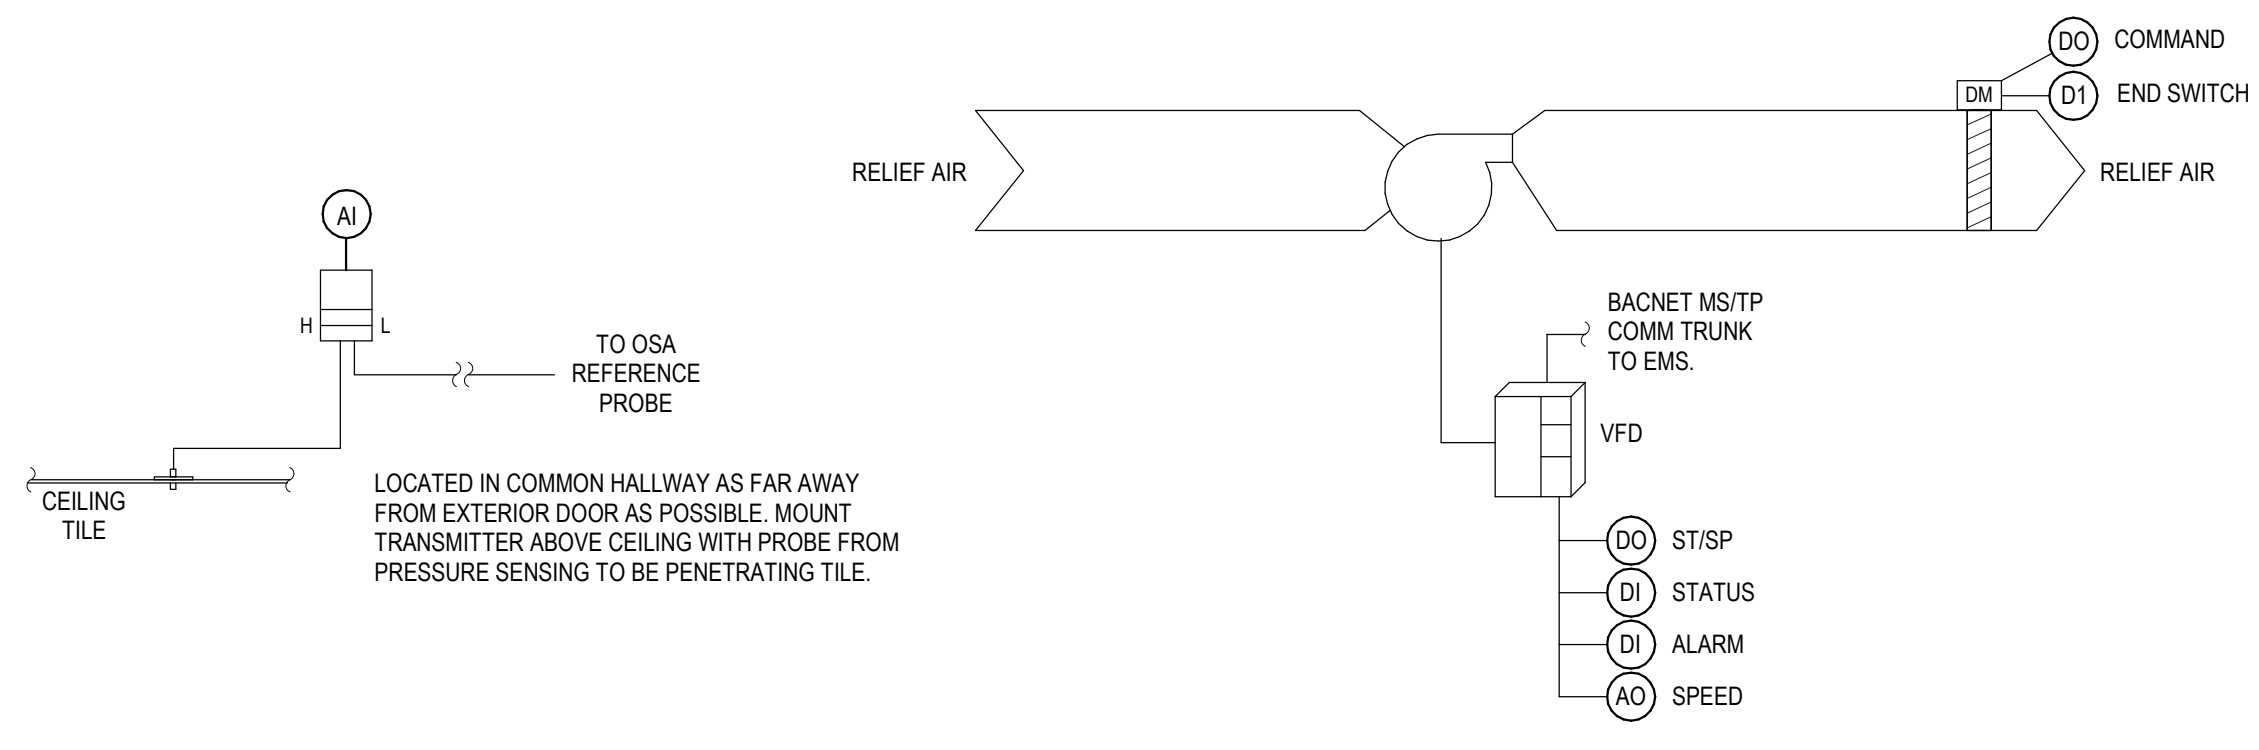 AI
H
L
TO OSA
REFERENCE
PROBE
CEILING
TILE
LOCATED IN COMMON HALLWAY AS FAR AWAY
FROM EXTERIOR DOOR AS POSSIBLE. MOUNT
TRANSMITTER ABOVE CEILING WITH PROBE FROM
PRESSURE SENSING TO BE PENETRATING TILE.
RELIEF AIR
DO COMMAND
DM
D1 END SWITCH
RELIEF AIR
BACNET MS/TP
COMM TRUNK
TO EMS.
VFD
DO ST/SP
DI STATUS
DI ALARM
AO SPEED